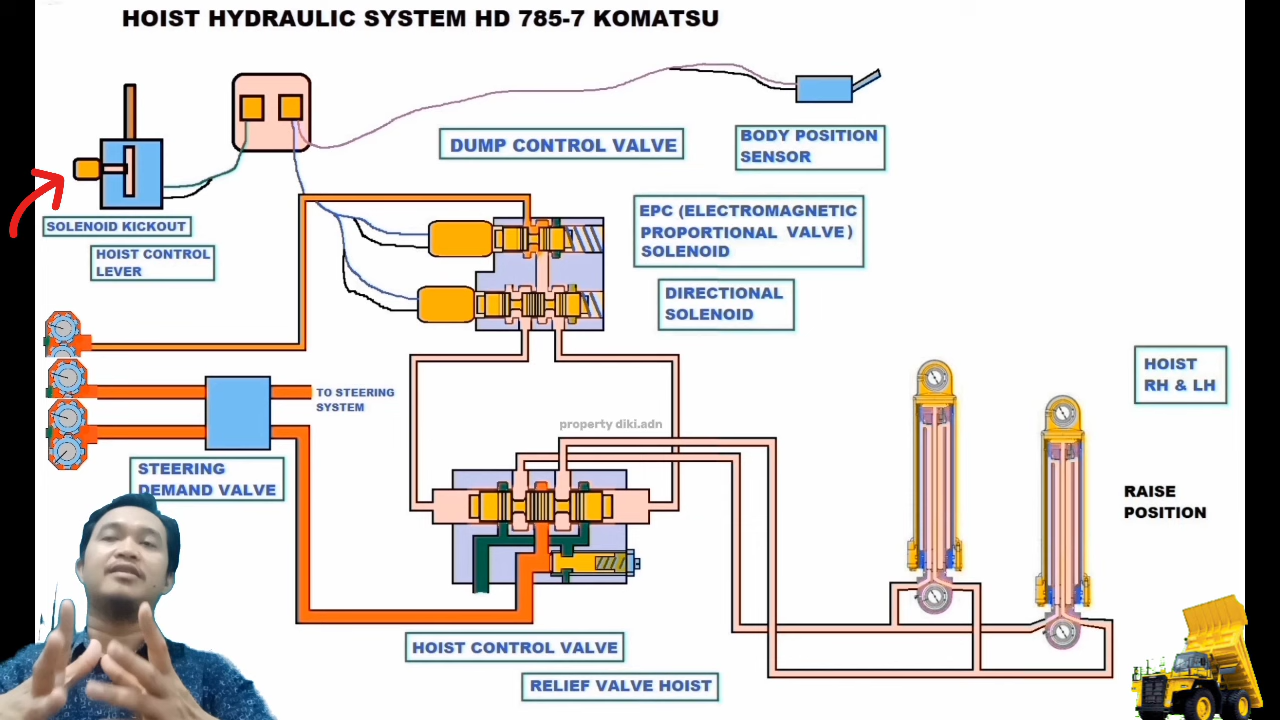 HOIST HYDRAULIC SYSTEM HD 785-7 KOMATSU
DUMP CONTROL VALVE
BODY POSITION
SENSOR
SOLENOID KICKOUT
HOIST CONTROL
LEVER
EPC (ELECTROMAGNETIC
PROPORTIONAL VALVE)
SOLENOID
DIRECTIONAL
SOLENOID
TO STEERING
SYSTEM
HOIST
RH & LH
property diki.adn
STEERING
DEMAND VALVE
RAISE
POSITION
HOIST CONTROL VALVE
RELIEF VALVE HOIST